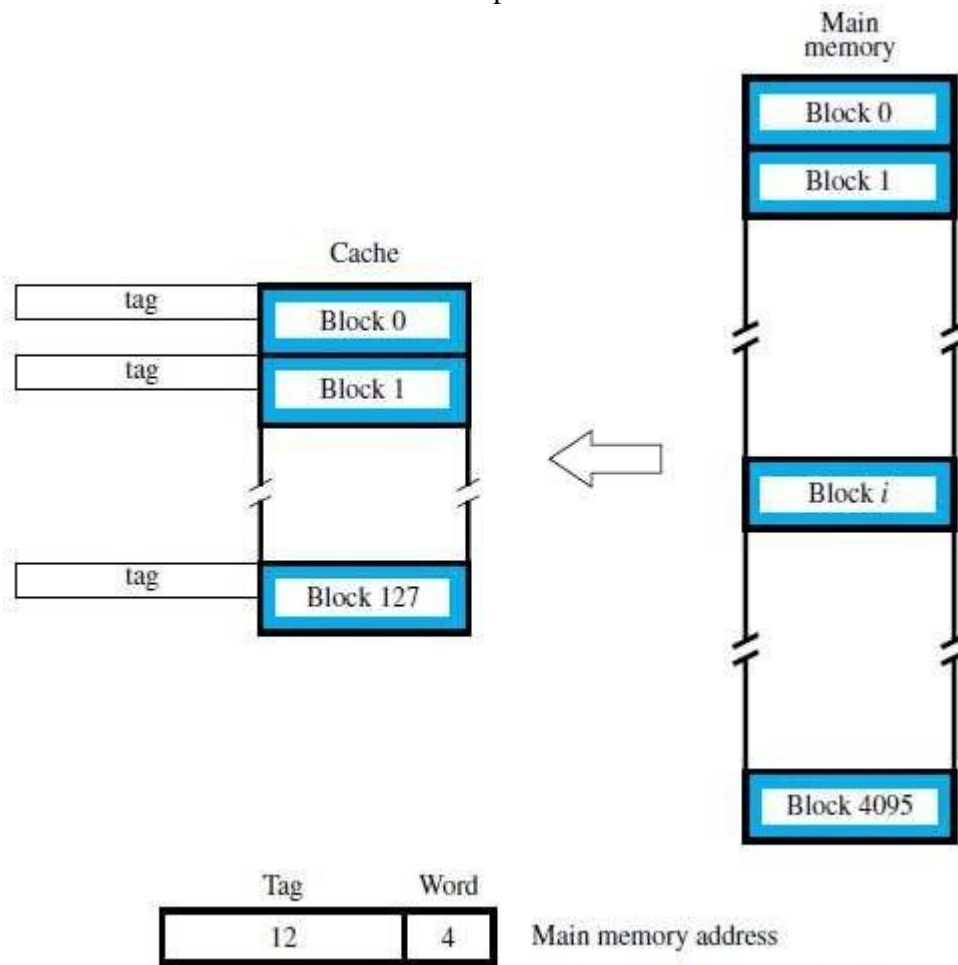 Main
memory
Block 0
Block 1
Cache
tag
Block 0
tag
Block 1
Block i
tag
Block 127
Block 4095
Tag
Word
12
4
Main memory address